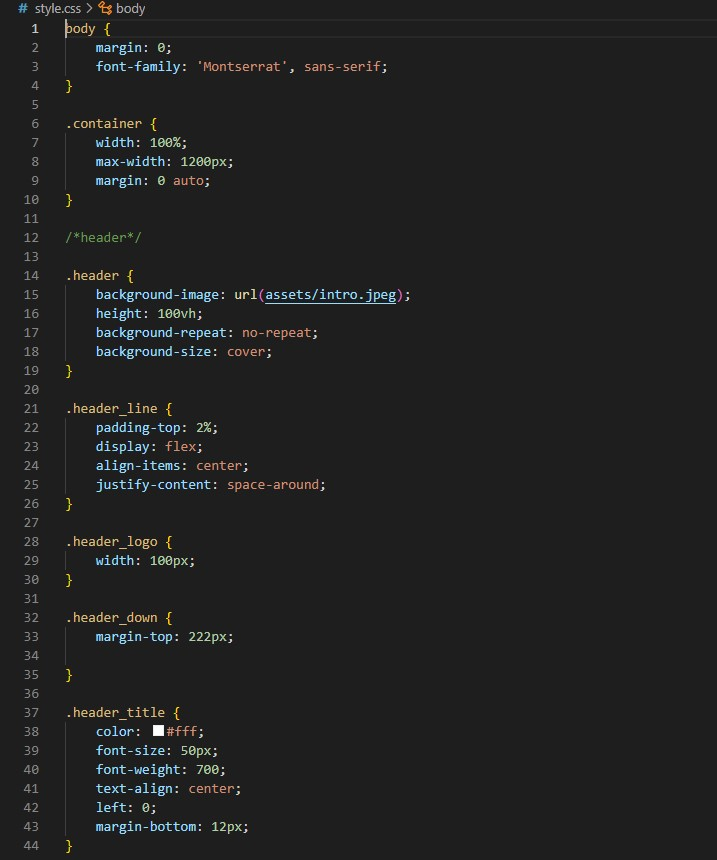 # style.css > body
1 body {
2     margin: 0;
3     font-family: 'Montserrat', sans-serif;
4 }
5
6 .container {
7     width: 100%;
8     max-width: 1200px;
9     margin: 0 auto;
10 }
11
12 /*header*/
13
14 .header {
15     background-image: url(assets/intro.jpeg);
16     height: 100vh;
17     background-repeat: no-repeat;
18     background-size: cover;
19 }
20
21 .header_line {
22     padding-top: 2%;
23     display: flex;
24     align-items: center;
25     justify-content: space-around;
26 }
27
28 .header_logo {
29     width: 100px;
30 }
31
32 .header_down {
33     margin-top: 222px;
34
35 }
36
37 .header_title {
38     color: #fff;
39     font-size: 50px;
40     font-weight: 700;
41     text-align: center;
42     left: 0;
43     margin-bottom: 12px;
44 }